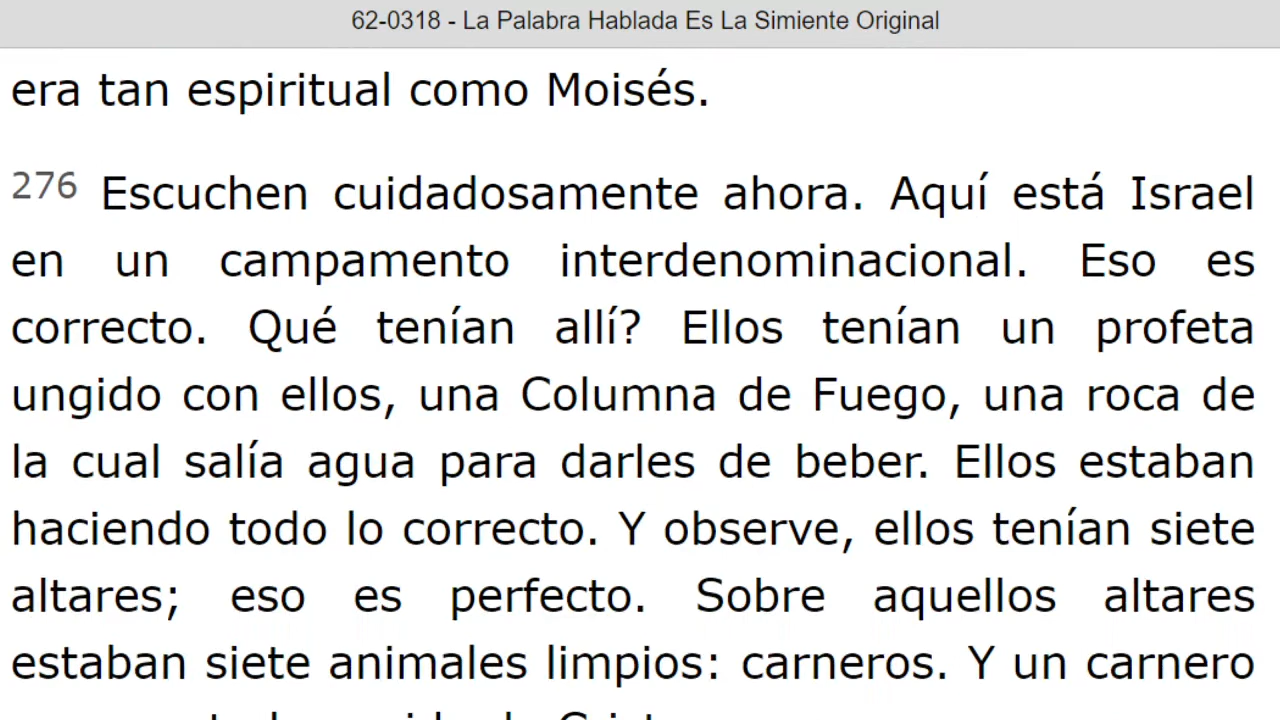 62-0318 - La Palabra Hablada Es La Simiente Original
era tan espiritual como Moisés.
276 Escuchen cuidadosamente ahora. Aquí está Israel
en un campamento interdenominacional. Eso es
correcto. Qué tenían allí? Ellos tenían un profeta
ungido con ellos, una Columna de Fuego, una roca de
la cual salía agua para darles de beber. Ellos estaban
haciendo todo lo correcto. Y observe, ellos tenían siete
altares; eso es perfecto. Sobre aquellos altares
estaban siete animales limpios: carneros. Y un carnero